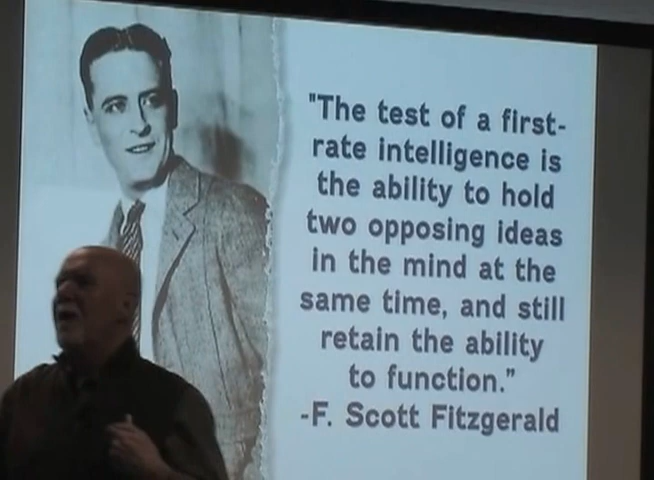 "The test of a first-
rate intelligence is
the ability to hold
two opposing ideas
in the mind at the
same time, and still
retain the ability
to function."
-F. Scott Fitzgerald